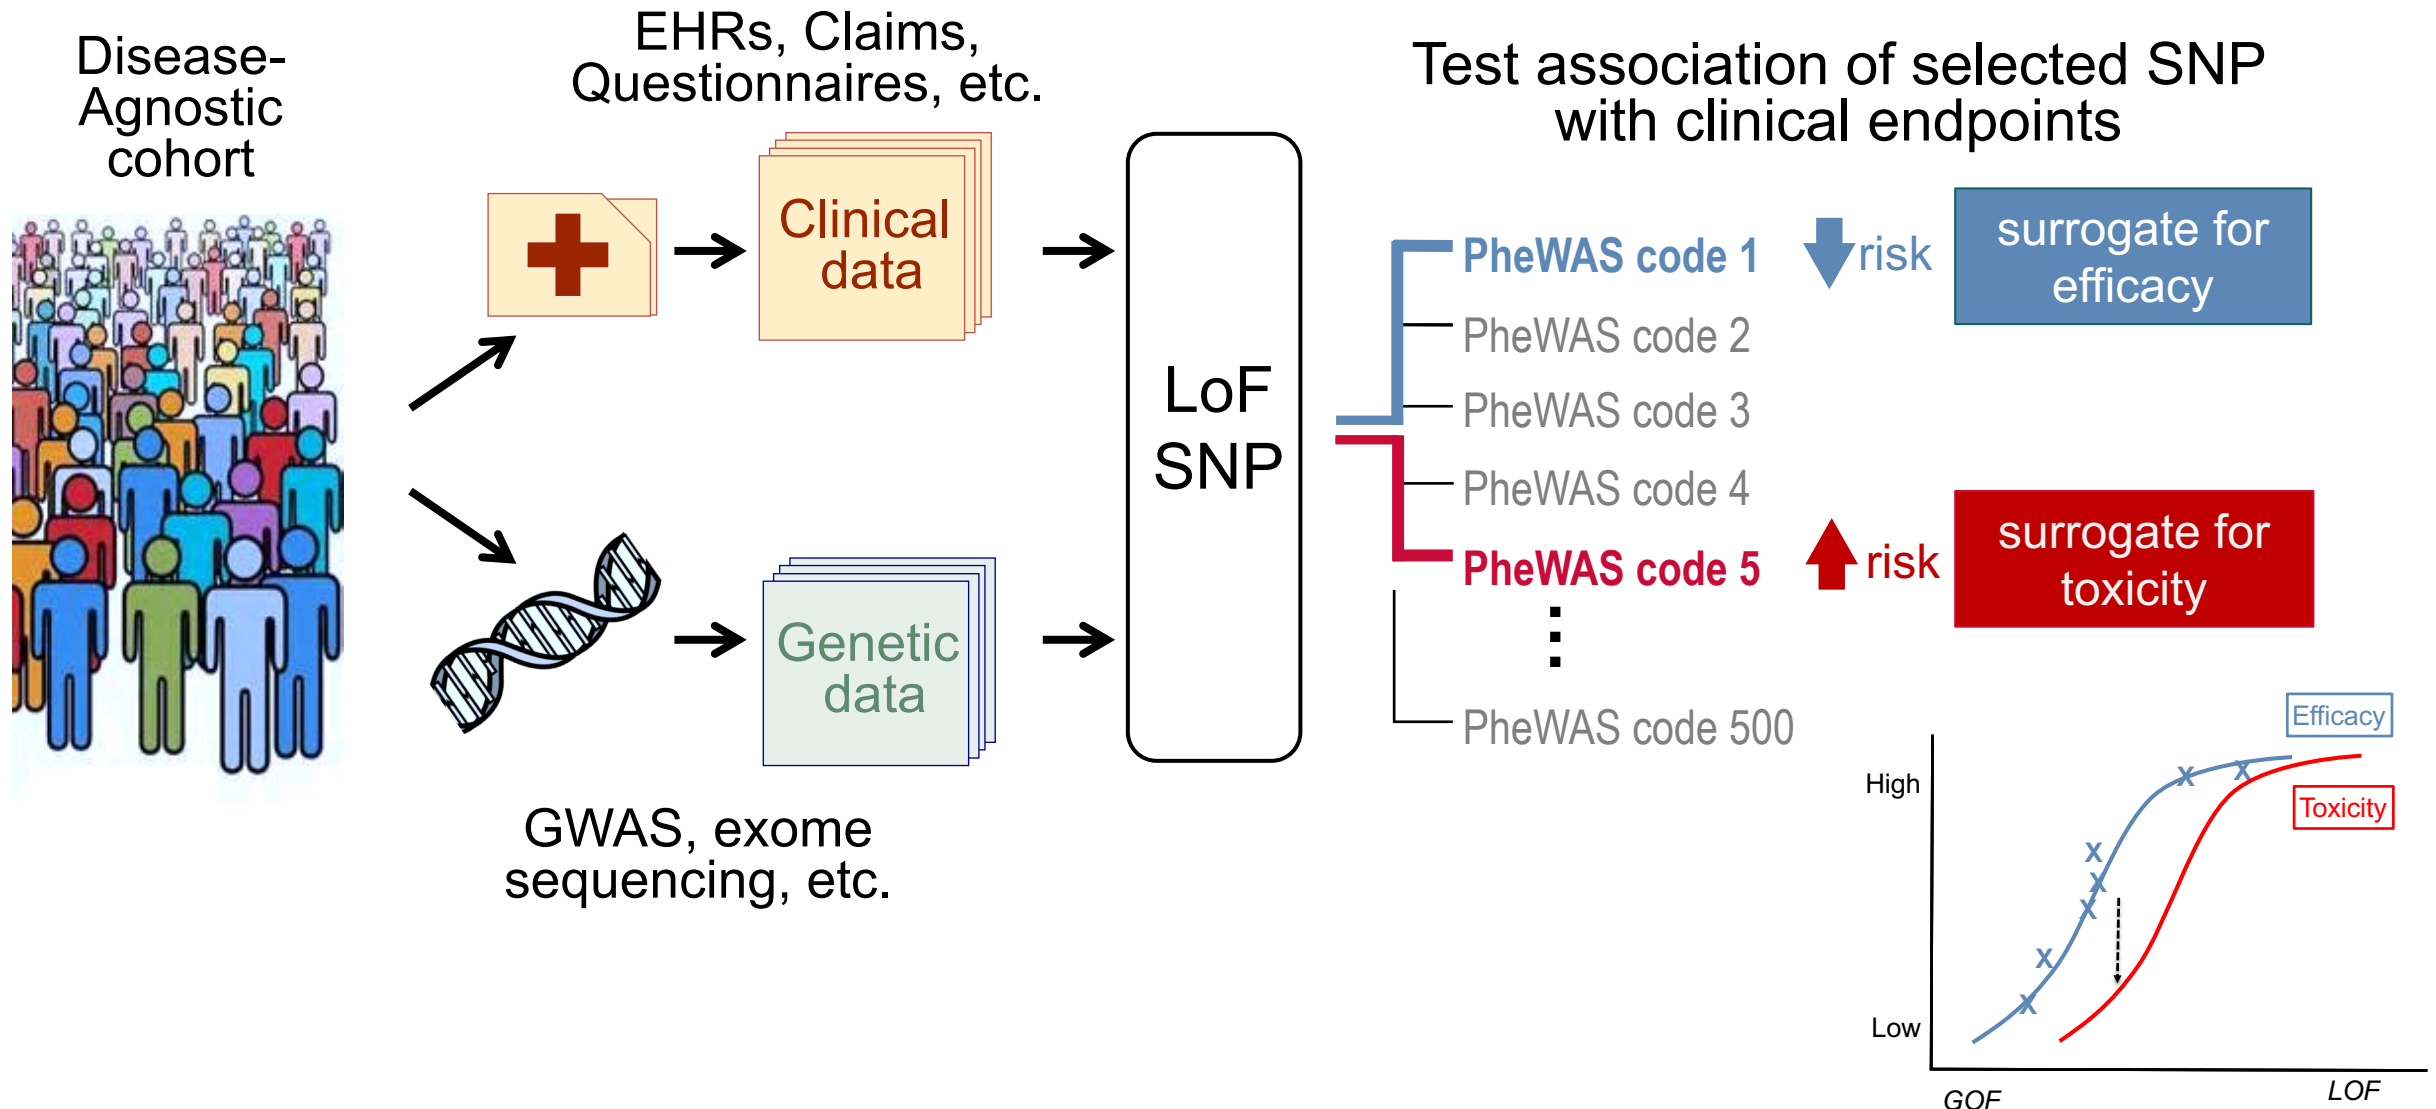 Disease-
Agnostic
cohort
EHRs, Claims,
Questionnaires, etc.
Clinical
data
Genetic
data
GWAS, exome
sequencing, etc.
LoF
SNP
Test association of selected SNP
with clinical endpoints
PheWAS code 1
risk
surrogate for
efficacy
PheWAS code 2
PheWAS code 3
PheWAS code 4
PheWAS code 5
risk
surrogate for
toxicity
PheWAS code 500
Efficacy
Toxicity
High
Low
GOF
LOF